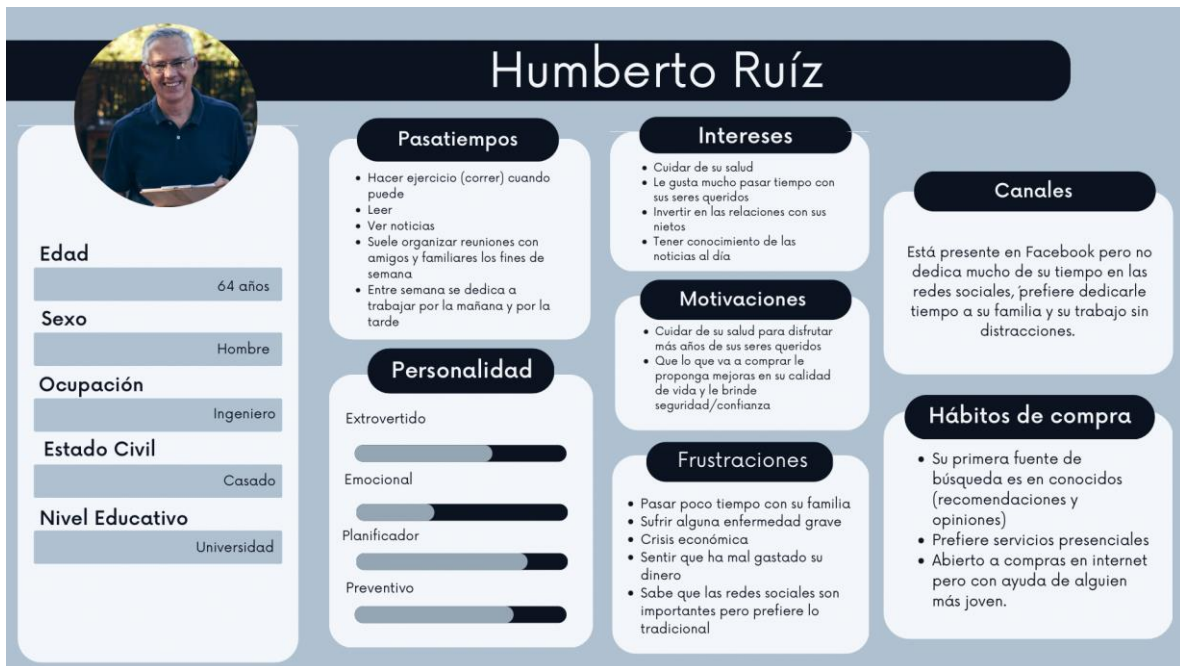 Humberto Ruíz
Edad
64 años
Sexo
Hombre
Ocupación
Ingeniero
Estado Civil
Casado
Nivel Educativo
Universidad
Pasatiempos
• Hacer ejercicio (correr) cuando
puede
• Leer
• Ver noticias
• Suele organizar reuniones con
amigos y familiares los fines de
semana
• Entre semana se dedica a
trabajar por la mañana y por la
tarde
Personalidad
Extrovertido
Emocional
Planificador
Preventivo
Intereses
• Cuidar de su salud
• Le gusta mucho pasar tiempo con
sus seres queridos
• Invertir en las relaciones con sus
nietos
• Tener conocimiento de las
noticias al día
Motivaciones
• Cuidar de su salud para disfrutar
más años de sus seres queridos
• Que lo que va a comprar le
proponga mejoras en su calidad
de vida y le brinde
seguridad/confianza
Frustraciones
• Pasar poco tiempo con su familia
• Sufrir alguna enfermedad grave
• Crisis económica
• Sentir que ha mal gastado su
dinero
• Sabe que las redes sociales son
importantes pero prefiere lo
tradicional
Canales
Está presente en Facebook pero no
dedica mucho de su tiempo en las
redes sociales, prefiere dedicarle
tiempo a su familia y su trabajo sin
distracciones.
Hábitos de compra
• Su primera fuente de
búsqueda es en conocidos
(recomendaciones y
opiniones)
• Prefiere servicios presenciales
• Abierto a compras en internet
pero con ayuda de alguien
más joven.